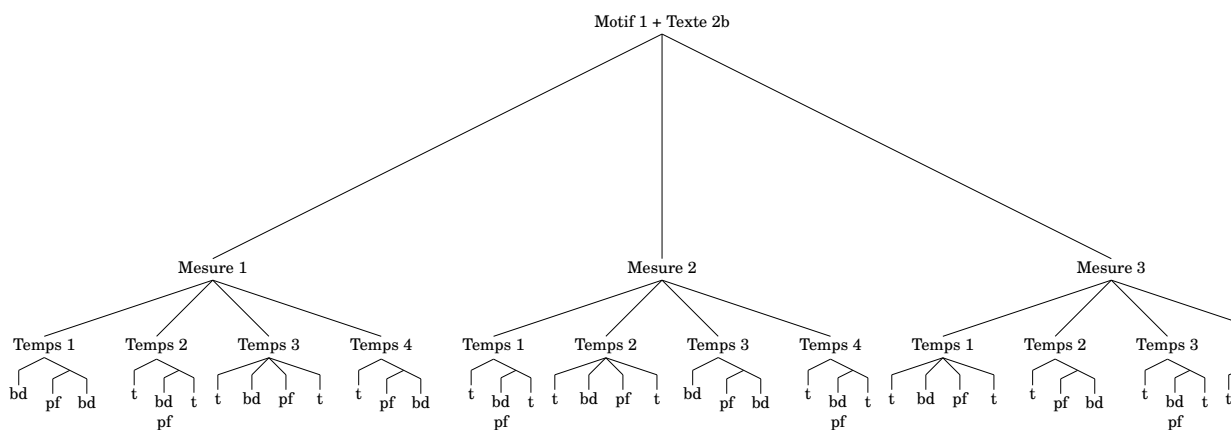 Motif 1 + Texte 2b
Mesure 1 Mesure 2 Mesure 3
Temps 1 Temps 2 Temps 3 Temps 4 Temps 1 Temps 2 Temps 3 Temps 4 Temps 1 Temps 2 Temps 3
bd pf bd t bd t t bd pf t t pf bd t bd t t bd pf t bd pf bd t bd t t bd pf t t pf bd t bd t t
pf pf pf pf